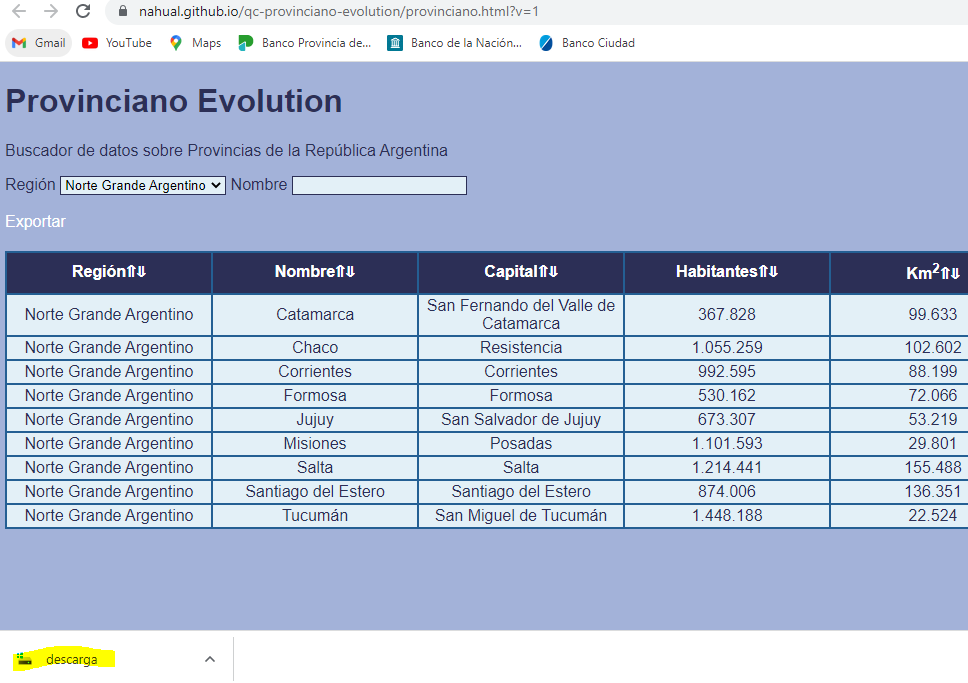 nahual.github.io/qc-provinciano-evolution/provinciano.html?v=1
Gmail YouTube Maps Banco Provincia de... Banco de la Nación... Banco Ciudad
Provinciano Evolution
Buscador de datos sobre Provincias de la República Argentina
Región Norte Grande Argentino Nombre
Exportar
Región⇑⇓ Nombre⇑⇓ Capital⇑⇓ Habitantes⇑⇓ Km²⇑⇓
Norte Grande Argentino Catamarca San Fernando del Valle de Catamarca 367.828 99.633
Norte Grande Argentino Chaco Resistencia 1.055.259 102.602
Norte Grande Argentino Corrientes Corrientes 992.595 88.199
Norte Grande Argentino Formosa Formosa 530.162 72.066
Norte Grande Argentino Jujuy San Salvador de Jujuy 673.307 53.219
Norte Grande Argentino Misiones Posadas 1.101.593 29.801
Norte Grande Argentino Salta Salta 1.214.441 155.488
Norte Grande Argentino Santiago del Estero Santiago del Estero 874.006 136.351
Norte Grande Argentino Tucumán San Miguel de Tucumán 1.448.188 22.524
descarga